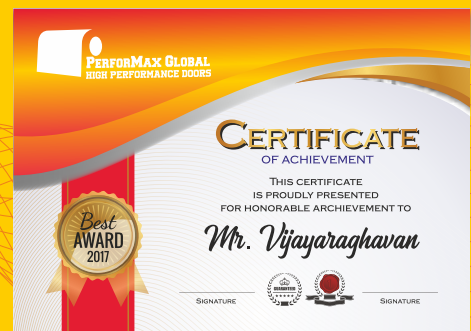 PERFORMAX GLOBAL
HIGH PERFORMANCE DOORS
CERTIFICATE
OF ACHIEVEMENT
THIS CERTIFICATE
IS PROUDLY PRESENTED
FOR HONORABLE ARCHIEVEMENT TO
Mr. Vijayaraghavan
Best
AWARD
2017
GUARANTEED
SIGNATURE
SIGNATURE